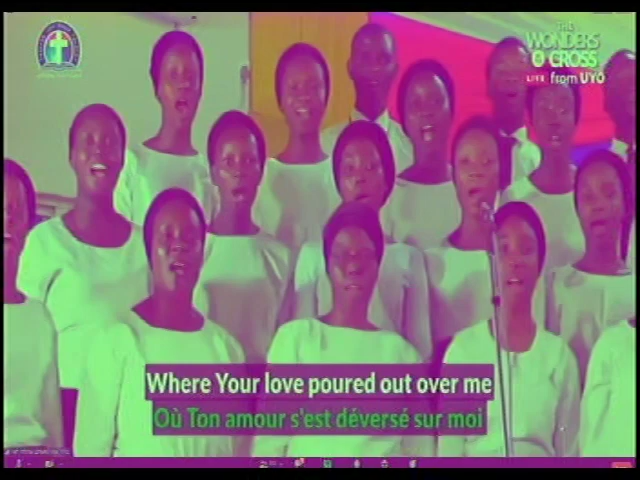 THE
WONDERS
O CROSS
LIVE from UYO
Where Your love poured out over me
Où Ton amour s'est déversé sur moi